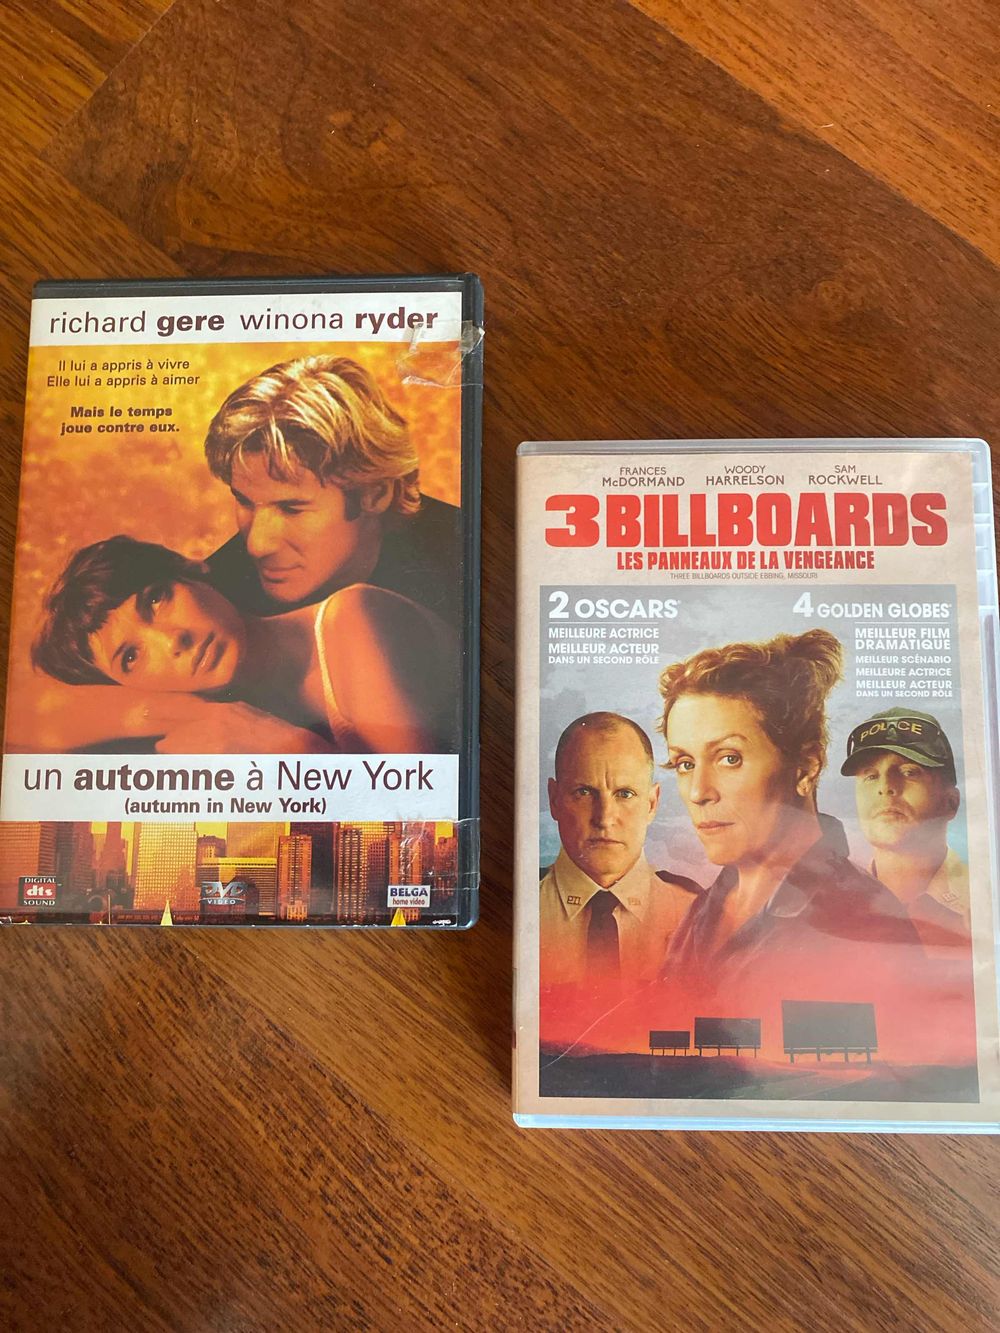 richard gere winona ryder
Il lui a appris à vivre
Elle lui a appris à aimer
Mais le temps
joue contre eux.
un automne à New York
(autumn in New York)
DIGITAL
dts
SOUND
DVD
VIDEO
BELGA
home video
FRANCES McDORMAND
WOODY HARRELSON
SAM ROCKWELL
3 BILLBOARDS
LES PANNEAUX DE LA VENGEANCE
THREE BILLBOARDS OUTSIDE EBBING, MISSOURI
2 OSCARS®
MEILLEURE ACTRICE
MEILLEUR ACTEUR
DANS UN SECOND RÔLE
4 GOLDEN GLOBES®
MEILLEUR FILM
DRAMATIQUE
MEILLEUR SCÉNARIO
MEILLEURE ACTRICE
MEILLEUR ACTEUR
DANS UN SECOND RÔLE
POLICE